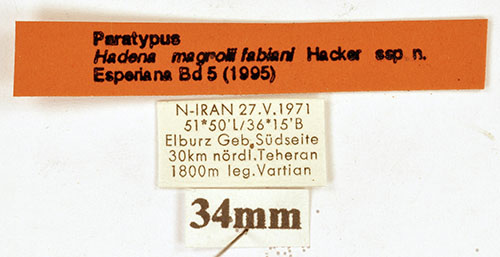 Paratypus
Hadena magnolii fabiani Hacker ssp. n.
Esperiana Bd 5 (1995)
N-IRAN 27.V.1971
51*50'L/36*15'B
Elburz Geb. Südseite
30km nördl. Teheran
1800m leg. Vartian
34mm